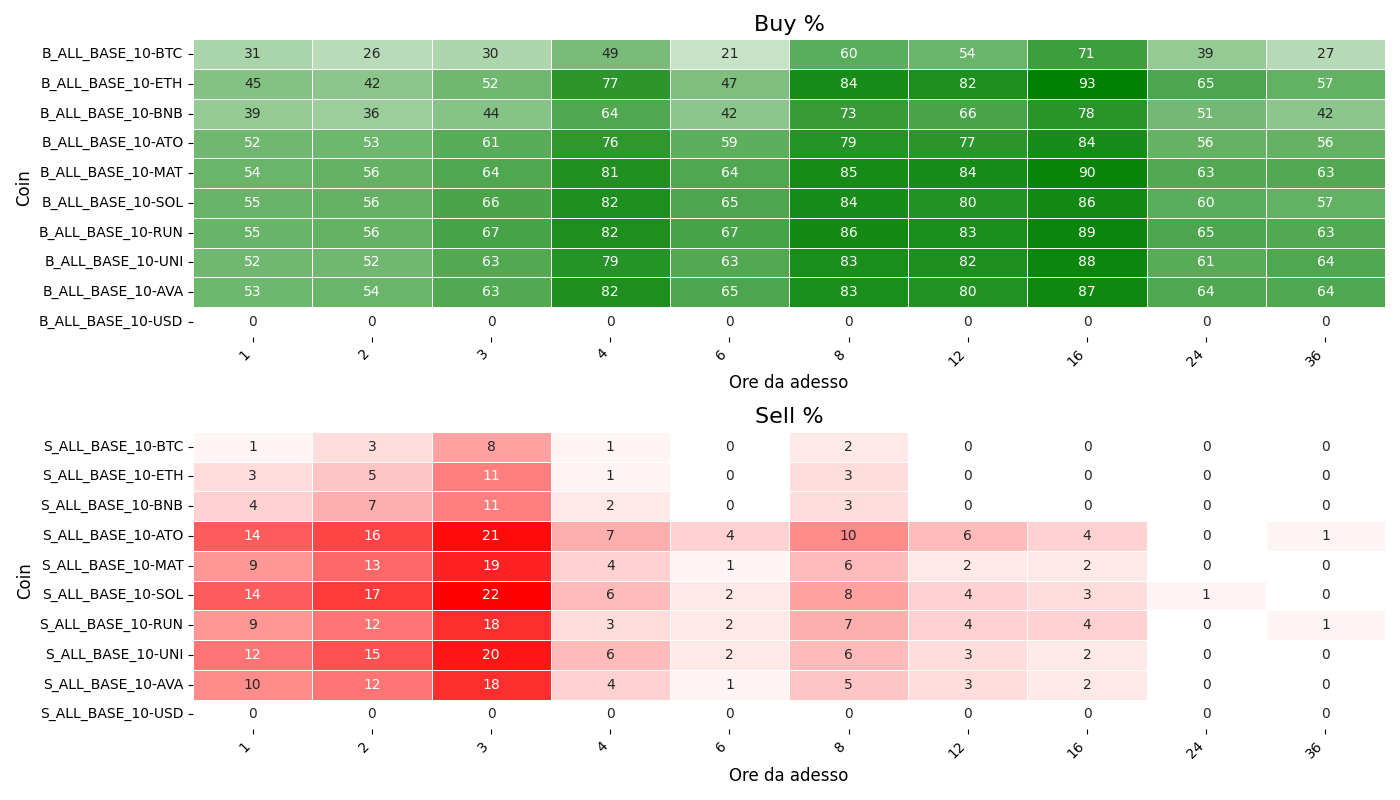 Buy %
Coin
B_ALL_BASE_10-BTC 31 26 30 49 21 60 54 71 39 27
B_ALL_BASE_10-ETH 45 42 52 77 47 84 82 93 65 57
B_ALL_BASE_10-BNB 39 36 44 64 42 73 66 78 51 42
B_ALL_BASE_10-ATO 52 53 61 76 59 79 77 84 56 56
B_ALL_BASE_10-MAT 54 56 64 81 64 85 84 90 63 63
B_ALL_BASE_10-SOL 55 56 66 82 65 84 80 86 60 57
B_ALL_BASE_10-RUN 55 56 67 82 67 86 83 89 65 63
B_ALL_BASE_10-UNI 52 52 63 79 63 83 82 88 61 64
B_ALL_BASE_10-AVA 53 54 63 82 65 83 80 87 64 64
B_ALL_BASE_10-USD 0 0 0 0 0 0 0 0 0 0
1 2 3 4 6 8 12 16 24 36
Ore da adesso
Sell %
Coin
S_ALL_BASE_10-BTC 1 3 8 1 0 2 0 0 0 0
S_ALL_BASE_10-ETH 3 5 11 1 0 3 0 0 0 0
S_ALL_BASE_10-BNB 4 7 11 2 0 3 0 0 0 0
S_ALL_BASE_10-ATO 14 16 21 7 4 10 6 4 0 1
S_ALL_BASE_10-MAT 9 13 19 4 1 6 2 2 0 0
S_ALL_BASE_10-SOL 14 17 22 6 2 8 4 3 1 0
S_ALL_BASE_10-RUN 9 12 18 3 2 7 4 4 0 1
S_ALL_BASE_10-UNI 12 15 20 6 2 6 3 2 0 0
S_ALL_BASE_10-AVA 10 12 18 4 1 5 3 2 0 0
S_ALL_BASE_10-USD 0 0 0 0 0 0 0 0 0 0
1 2 3 4 6 8 12 16 24 36
Ore da adesso